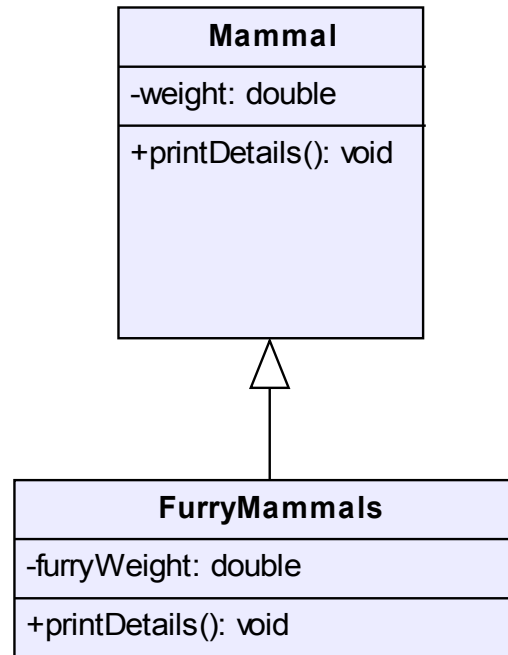 Mammal
-weight: double
+printDetails(): void
FurryMammals
-furryWeight: double
+printDetails(): void